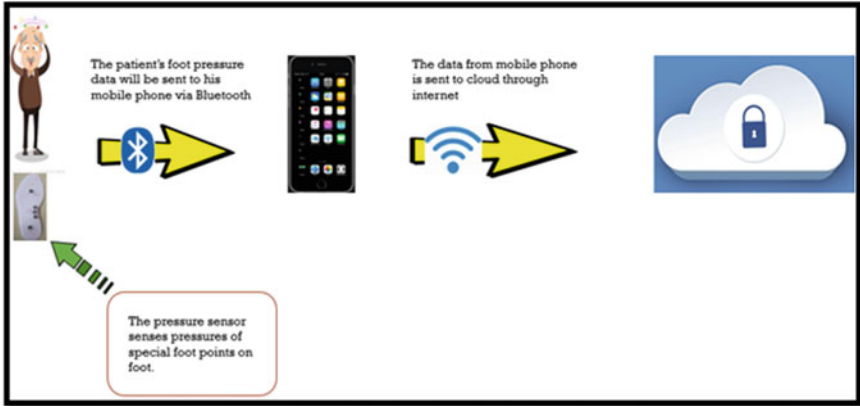 The patient's foot pressure
data will be sent to his
mobile phone via Bluetooth
The data from mobile phone
is sent to cloud through
internet
The pressure sensor
senses pressures of
special foot points on
foot.